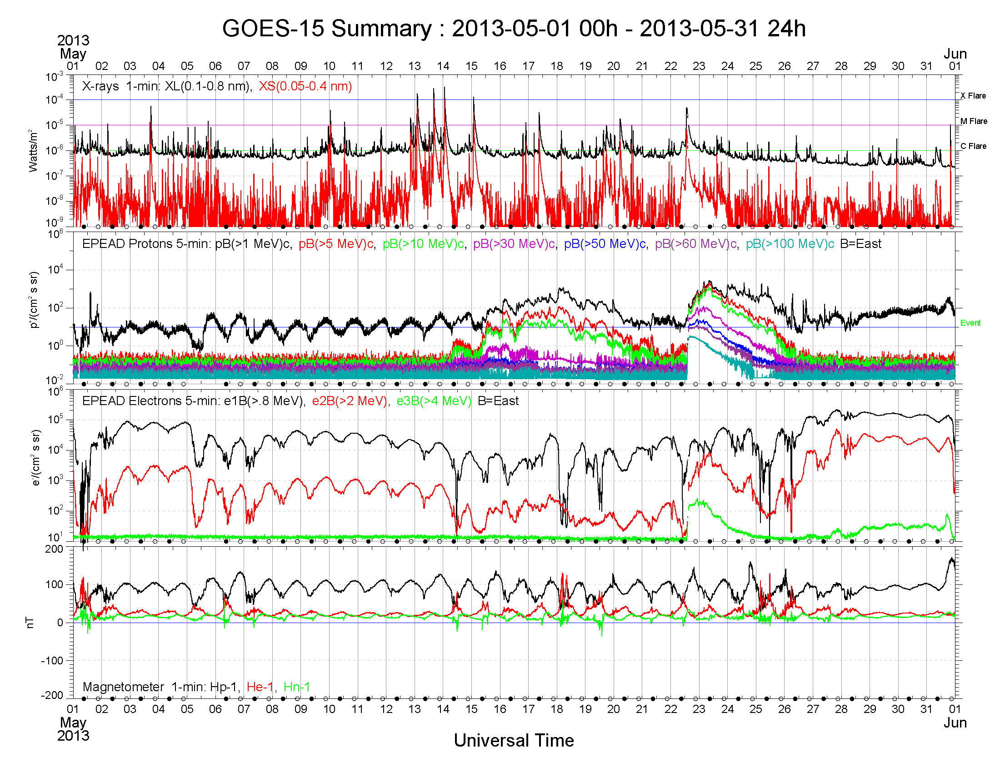 GOES-15 Summary : 2013-05-01 00h - 2013-05-31 24h
2013
May Jun
01 02 03 04 05 06 07 08 09 10 11 12 13 14 15 16 17 18 19 20 21 22 23 24 25 26 27 28 29 30 31 01
X-rays 1-min: XL(0.1-0.8 nm), XS(0.05-0.4 nm)
Watts/m²
10⁻³
10⁻⁴
10⁻⁵
10⁻⁶
10⁻⁷
10⁻⁸
10⁻⁹
X Flare
M Flare
C Flare
EPEAD Protons 5-min: pB(>1 MeV)c, pB(>5 MeV)c, pB(>10 MeV)c, pB(>30 MeV)c, pB(>50 MeV)c, pB(>60 MeV)c, pB(>100 MeV)c B=East
p⁺/(cm² s sr)
10⁶
10⁴
10²
10⁰
10⁻²
Event
EPEAD Electrons 5-min: e1B(>.8 MeV), e2B(>2 MeV), e3B(>4 MeV) B=East
e⁻/(cm² s sr)
10⁶
10⁵
10⁴
10³
10²
10¹
nT
200
100
0
-100
-200
Magnetometer 1-min: Hp-1, He-1, Hn-1
01 02 03 04 05 06 07 08 09 10 11 12 13 14 15 16 17 18 19 20 21 22 23 24 25 26 27 28 29 30 31 01
May Jun
2013
Universal Time